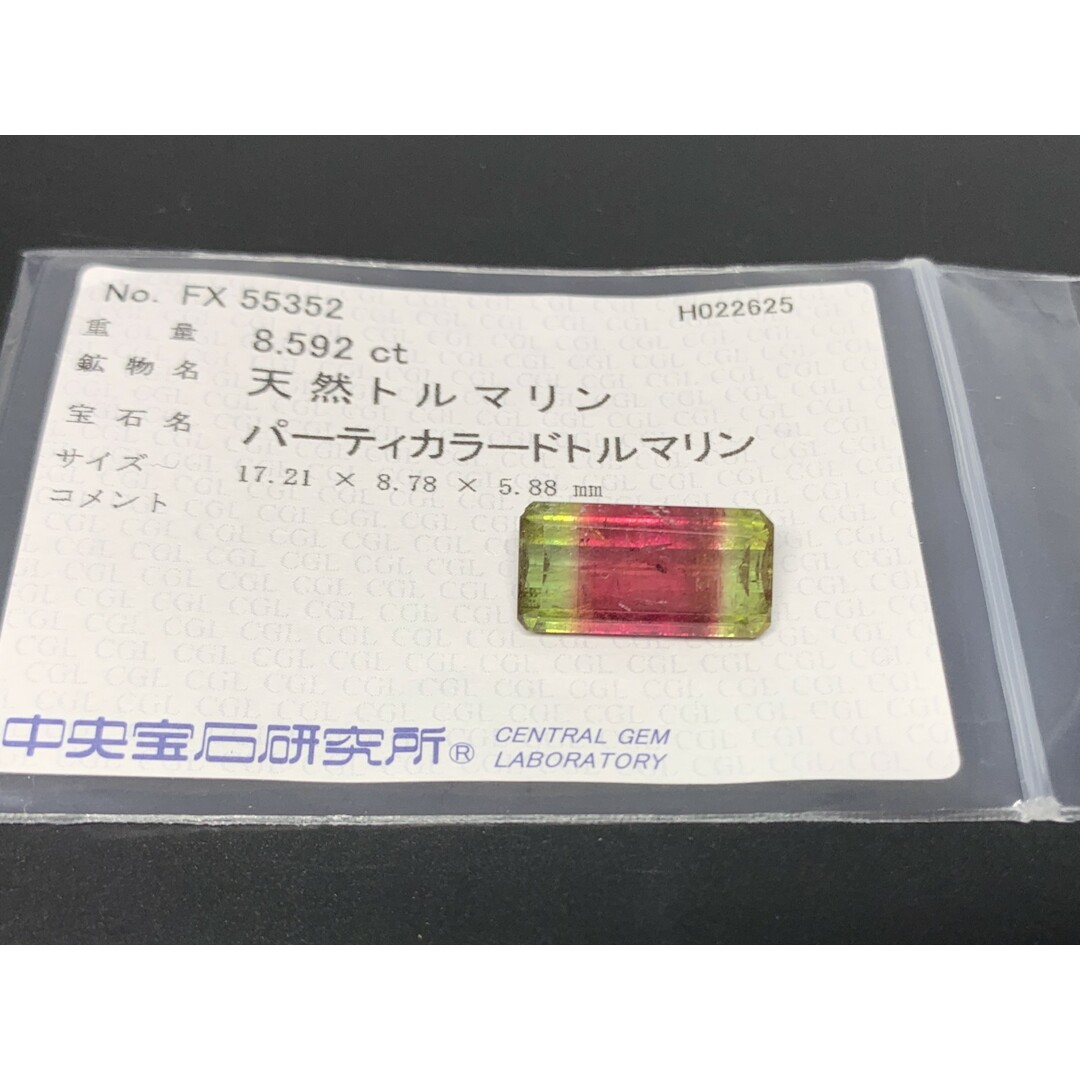 No. FX 55352 H022625
重量 8.592 ct
鉱物名 天然トルマリン
宝石名 パーティカラードトルマリン
サイズ～ 17.21 × 8.78 × 5.88 mm
コメント
中央宝石研究所® CENTRAL GEM
LABORATORY